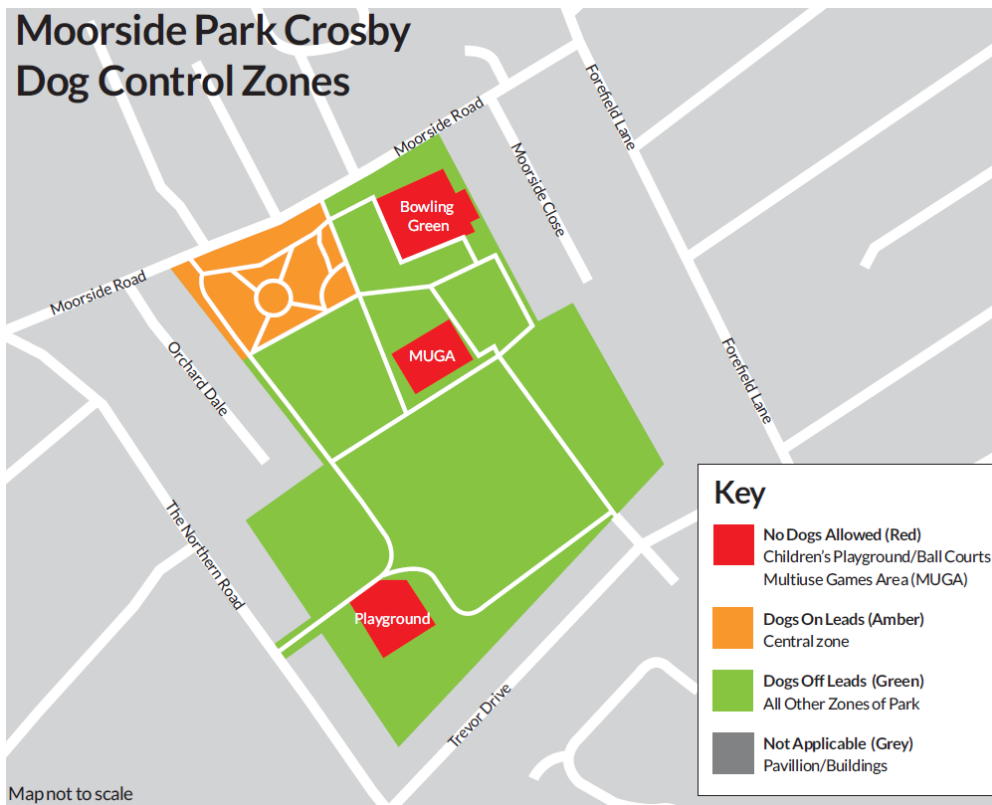 Moorside Park Crosby
Dog Control Zones
Moorside Road
Forefield Lane
Moorside Close
Bowling
Green
Moorside Road
Orchard Dale
MUGA
Forefield Lane
The Northern Road
Playground
Trevor Drive
Key
No Dogs Allowed (Red)
Children's Playground/Ball Courts
Multiuse Games Area (MUGA)
Dogs On Leads (Amber)
Central zone
Dogs Off Leads (Green)
All Other Zones of Park
Not Applicable (Grey)
Pavillion/Buildings
Map not to scale